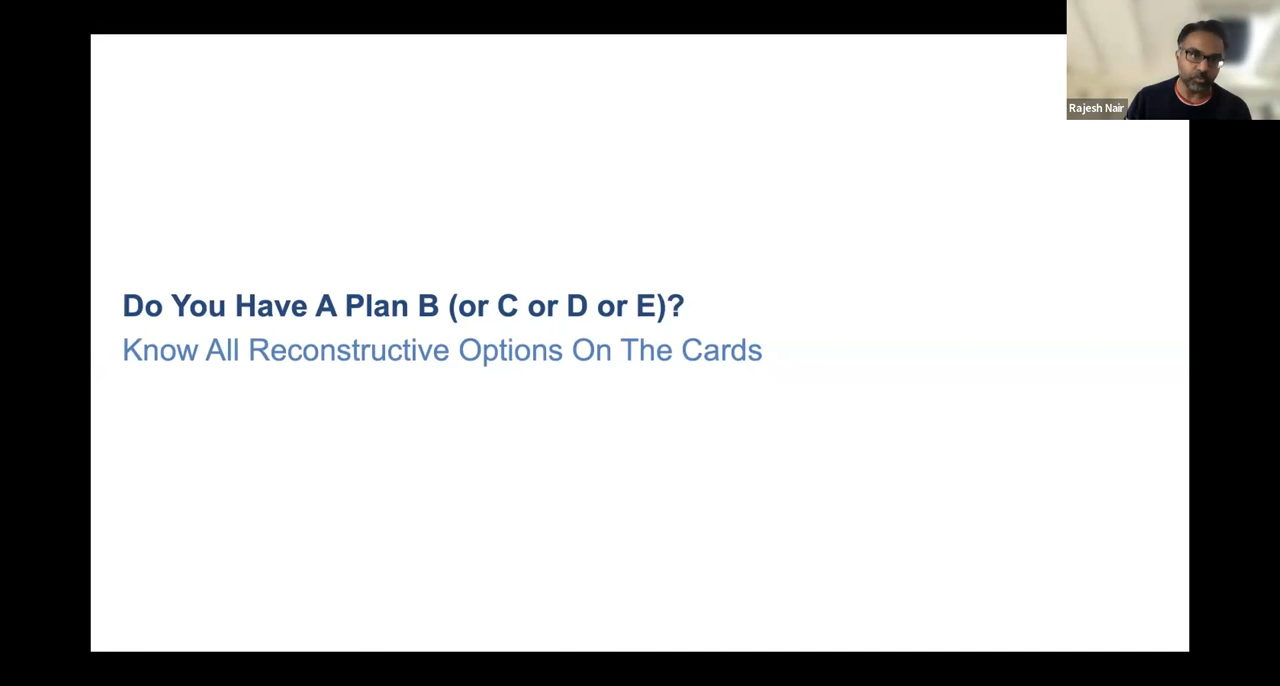 Rajesh Nair
Do You Have A Plan B (or C or D or E)?
Know All Reconstructive Options On The Cards